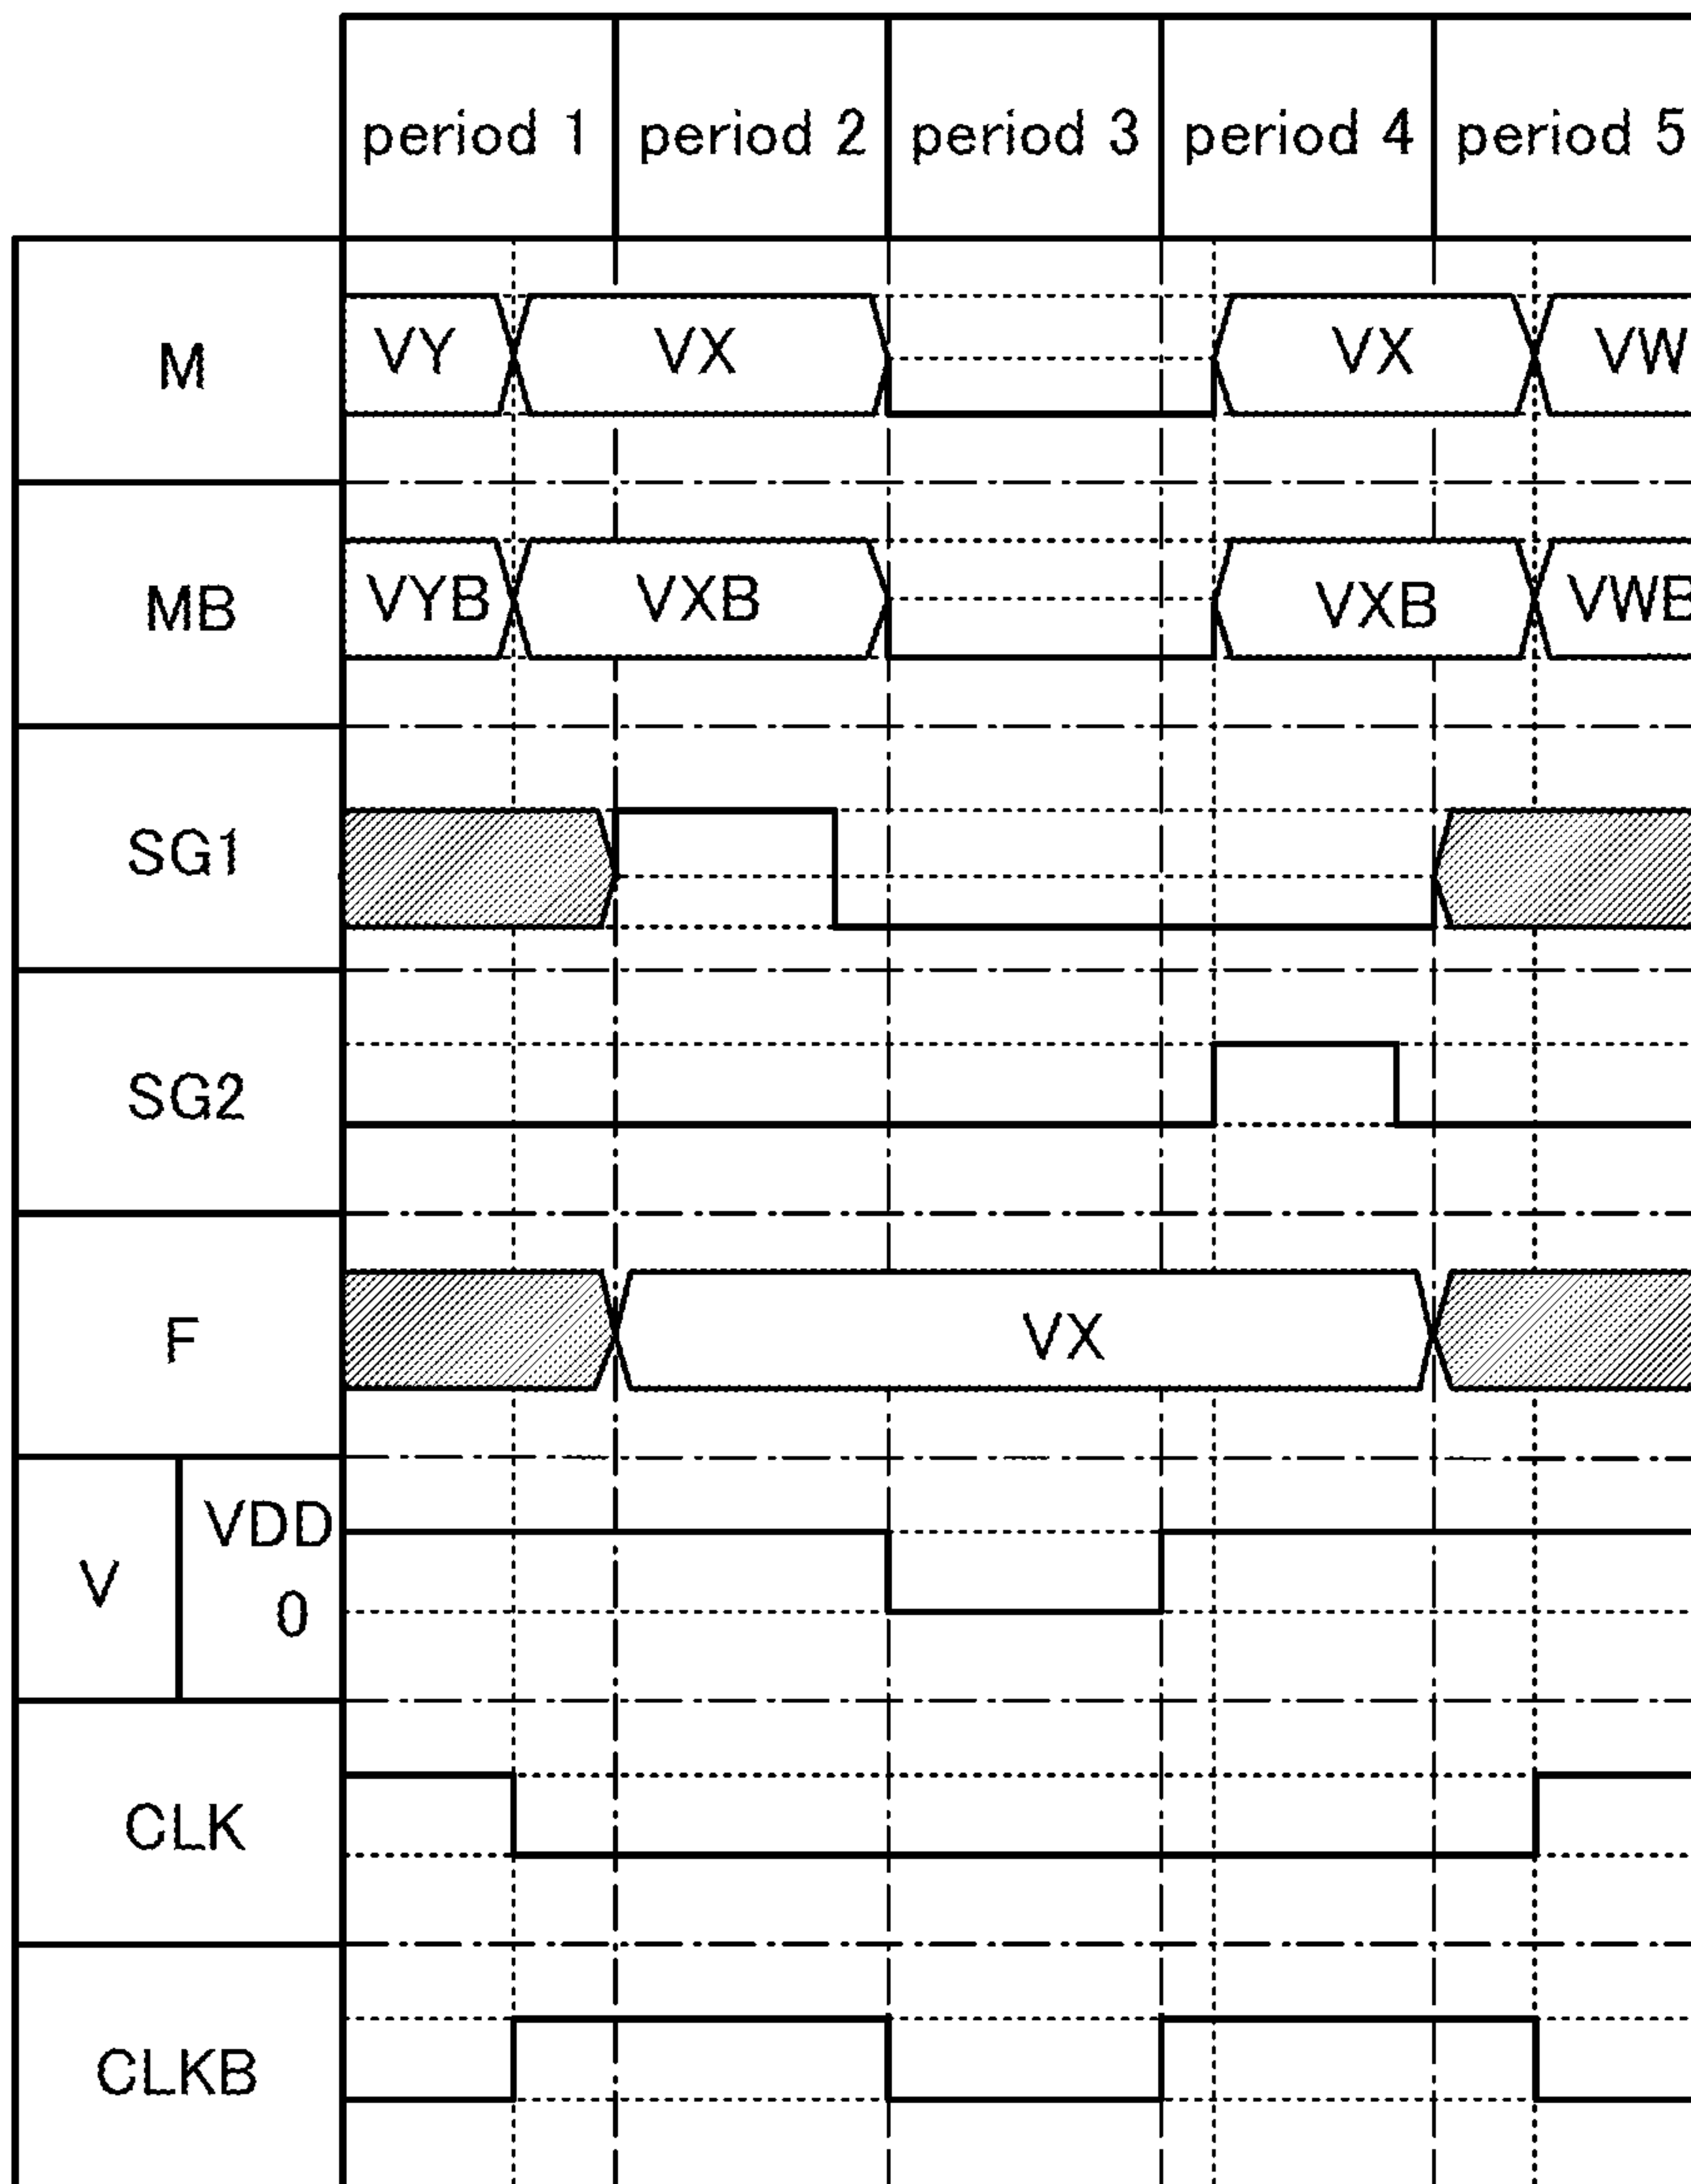 period 1 period 2 period 3 period 4 period 5
M VY VX VX VW
MB VYB VXB VXB VWB
SG1
SG2
F VX
V VDD
0
CLK
CLKB